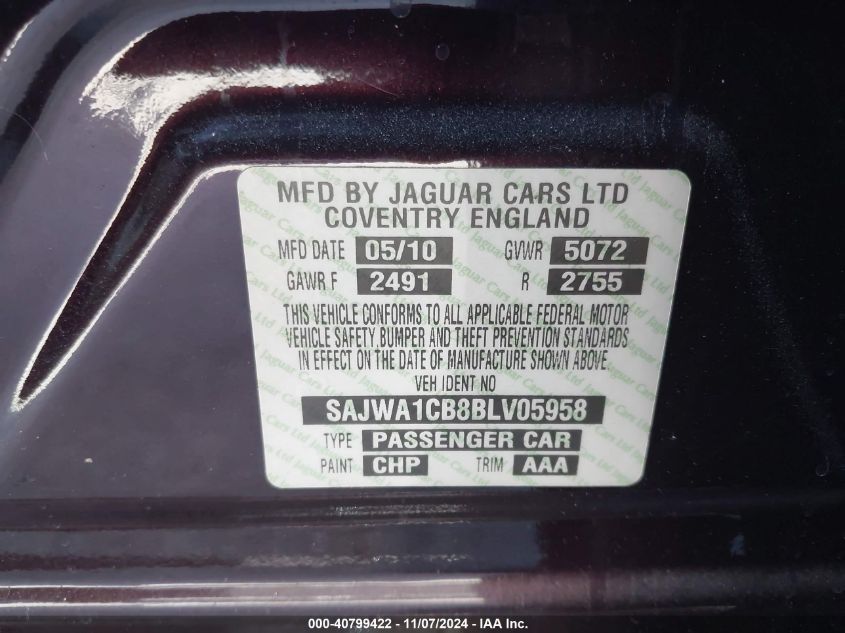 MFD BY JAGUAR CARS LTD
COVENTRY ENGLAND
MFD DATE 05/10 GVWR 5072
GAWR F 2491 R 2755
THIS VEHICLE CONFORMS TO ALL APPLICABLE FEDERAL MOTOR
VEHICLE SAFETY,BUMPER AND THEFT PREVENTION STANDARDS
IN EFFECT ON THE DATE OF MANUFACTURE SHOWN ABOVE
VEH IDENT NO
SAJWA1CB8BLV05958
TYPE PASSENGER CAR
PAINT CHP TRIM AAA
000-40799422 - 11/07/2024 - IAA Inc.